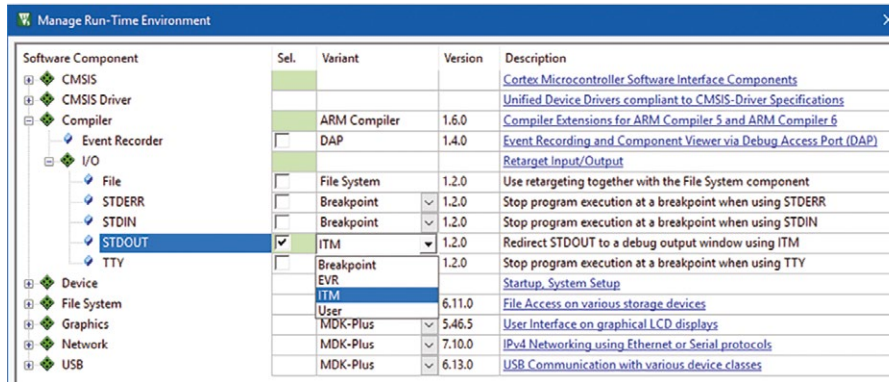 Manage Run-Time Environment
Software Component Sel. Variant Version Description
CMSIS Cortex Microcontroller Software Interface Components
CMSIS Driver Unified Device Drivers compliant to CMSIS-Driver Specifications
Compiler ARM Compiler 1.6.0 Compiler Extensions for ARM Compiler 5 and ARM Compiler 6
Event Recorder DAP 1.4.0 Event Recording and Component Viewer via Debug Access Port (DAP)
I/O Retarget Input/Output
File File System 1.2.0 Use retargeting together with the File System component
STDERR Breakpoint 1.2.0 Stop program execution at a breakpoint when using STDERR
STDIN Breakpoint 1.2.0 Stop program execution at a breakpoint when using STDIN
STDOUT ITM 1.2.0 Redirect STDOUT to a debug output window using ITM
TTY Breakpoint 1.2.0 Stop program execution at a breakpoint when using TTY
Device EVR Startup, System Setup
File System ITM 6.11.0 File Access on various storage devices
User
Graphics MDK-Plus 5.46.5 User Interface on graphical LCD displays
Network MDK-Plus 7.10.0 IPv4 Networking using Ethernet or Serial protocols
USB MDK-Plus 6.13.0 USB Communication with various device classes